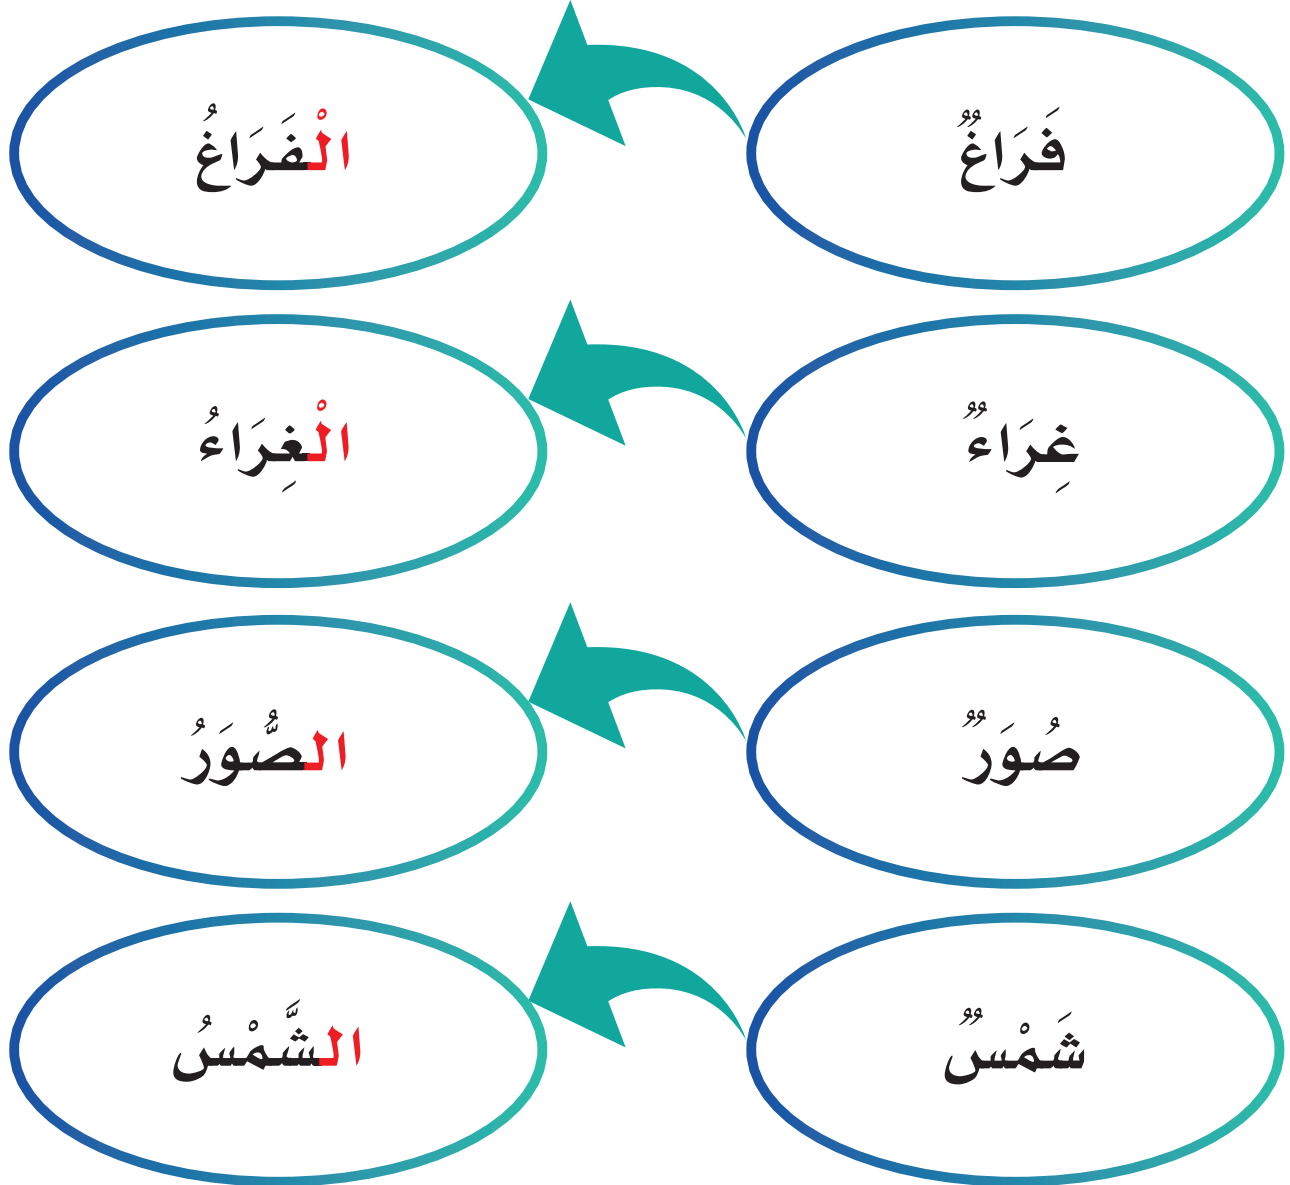 فَرَاغٌ الْفَرَاغُ
غِرَاءٌ الْغِرَاءُ
صُوَرٌ الصُّوَرُ
شَمْسٌ الشَّمْسُ